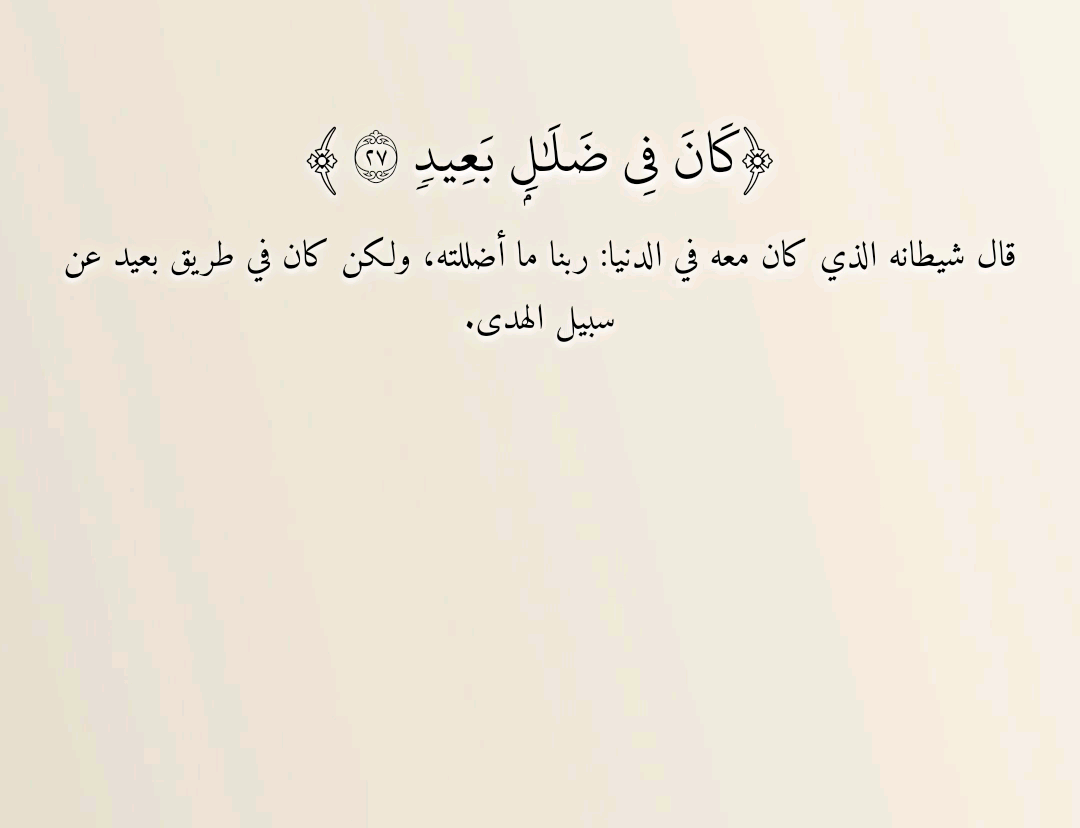 ﴿كَانَ فِى ضَلَـٰلِۭ بَعِيدٍۢ ٢٧﴾
قال شيطانه الذي كان معه في الدنيا: ربنا ما أضللته، ولكن كان في طريق بعيد عن
سبيل الهدى.